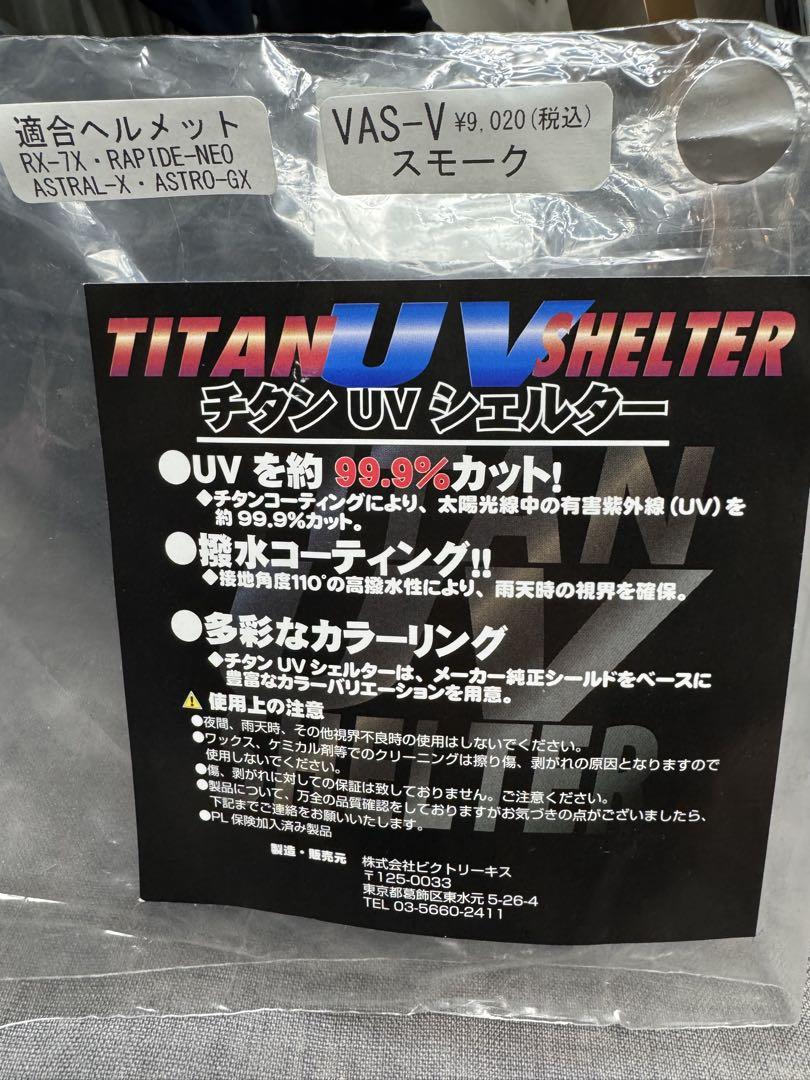 適合ヘルメット
RX-7X・RAPIDE-NEO
ASTRAL-X・ASTRO-GX
VAS-V ¥9,020(税込)
スモーク
TITAN UV SHELTER
チタン UV シェルター
●UV を約 99.9%カット!
◆チタンコーティングにより、太陽光線中の有害紫外線(UV)を
約 99.9%カット。
●撥水コーティング!!
◆接地角度110°の高撥水性により、雨天時の視界を確保。
●多彩なカラーリング
◆チタン UV シェルターは、メーカー純正シールドをベースに
豊富なカラーバリエーションを用意。
使用上の注意
●夜間、雨天時、その他視界不良時の使用はしないでください。
●ワックス、ケミカル剤等でのクリーニングは擦り傷、剥がれの原因となりますので
使用しないでください。
●傷、剥がれに対しての保証は致しておりません。ご注意ください。
●製品について、万全の品質確認をしておりますがお気づきの点がございましたら、
下記までご連絡をお願いいたします。
●PL 保険加入済み製品
製造・販売元 株式会社ビクトリーキス
〒125-0033
東京都葛飾区東水元 5-26-4
TEL 03-5660-2411
TITAN
UV
SHELTER